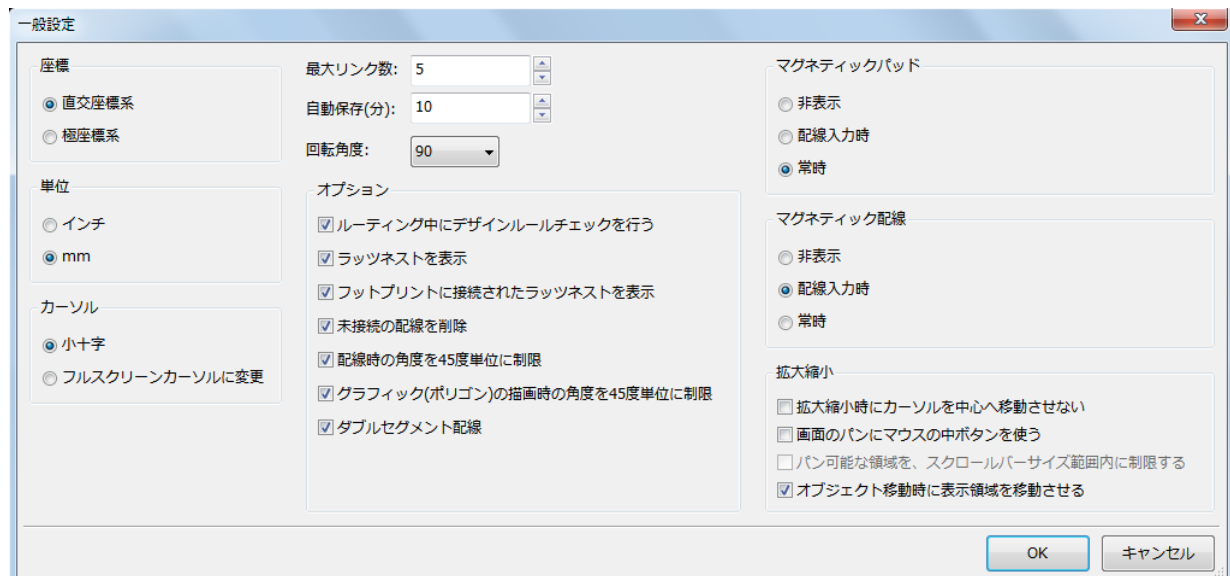 一般設定
座標
直交座標系
極座標系
単位
インチ
mm
カーソル
小十字
フルスクリーンカーソルに変更
最大リンク数: 5
自動保存(分): 10
回転角度: 90
オプション
ルーティング中にデザインルールチェックを行う
ラッツネストを表示
フットプリントに接続されたラッツネストを表示
未接続の配線を削除
配線時の角度を45度単位に制限
グラフィック(ポリゴン)の描画時の角度を45度単位に制限
ダブルセグメント配線
マグネティックパッド
非表示
配線入力時
常時
マグネティック配線
非表示
配線入力時
常時
拡大縮小
拡大縮小時にカーソルを中心へ移動させない
画面のパンにマウスの中ボタンを使う
パン可能な領域を、スクロールバーサイズ範囲内に制限する
オブジェクト移動時に表示領域を移動させる
OK
キャンセル